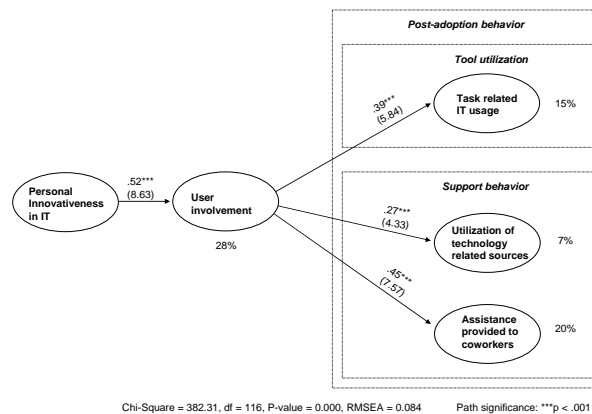 Post-adoption behavior
Tool utilization
Task related
IT usage
15%
.39***
(5.84)
Personal
Innovativeness
in IT
.52***
(8.63)
User
involvement
28%
Support behavior
.27***
(4.33)
Utilization of
technology
related sources
7%
.45***
(7.57)
Assistance
provided to
coworkers
20%
Chi-Square = 382.31, df = 116, P-value = 0.000, RMSEA = 0.084 Path significance: ***p < .001